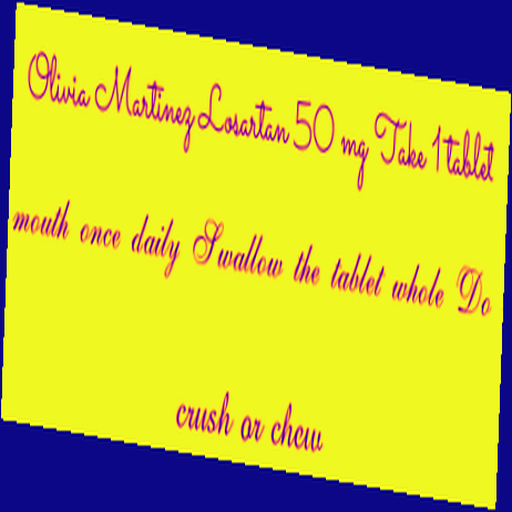 Olivia Martinez Losartan 50 mg Take 1 tablet
mouth once daily Swallow the tablet whole Do
crush or chew